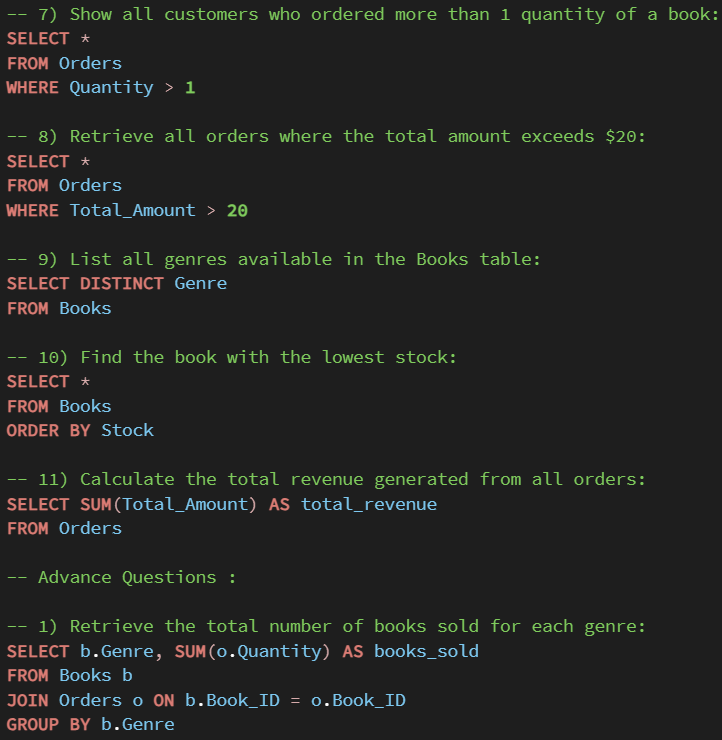 -- 7) Show all customers who ordered more than 1 quantity of a book:
SELECT *
FROM Orders
WHERE Quantity > 1
-- 8) Retrieve all orders where the total amount exceeds $20:
SELECT *
FROM Orders
WHERE Total_Amount > 20
-- 9) List all genres available in the Books table:
SELECT DISTINCT Genre
FROM Books
-- 10) Find the book with the lowest stock:
SELECT *
FROM Books
ORDER BY Stock
-- 11) Calculate the total revenue generated from all orders:
SELECT SUM(Total_Amount) AS total_revenue
FROM Orders
-- Advance Questions :
-- 1) Retrieve the total number of books sold for each genre:
SELECT b.Genre, SUM(o.Quantity) AS books_sold
FROM Books b
JOIN Orders o ON b.Book_ID = o.Book_ID
GROUP BY b.Genre